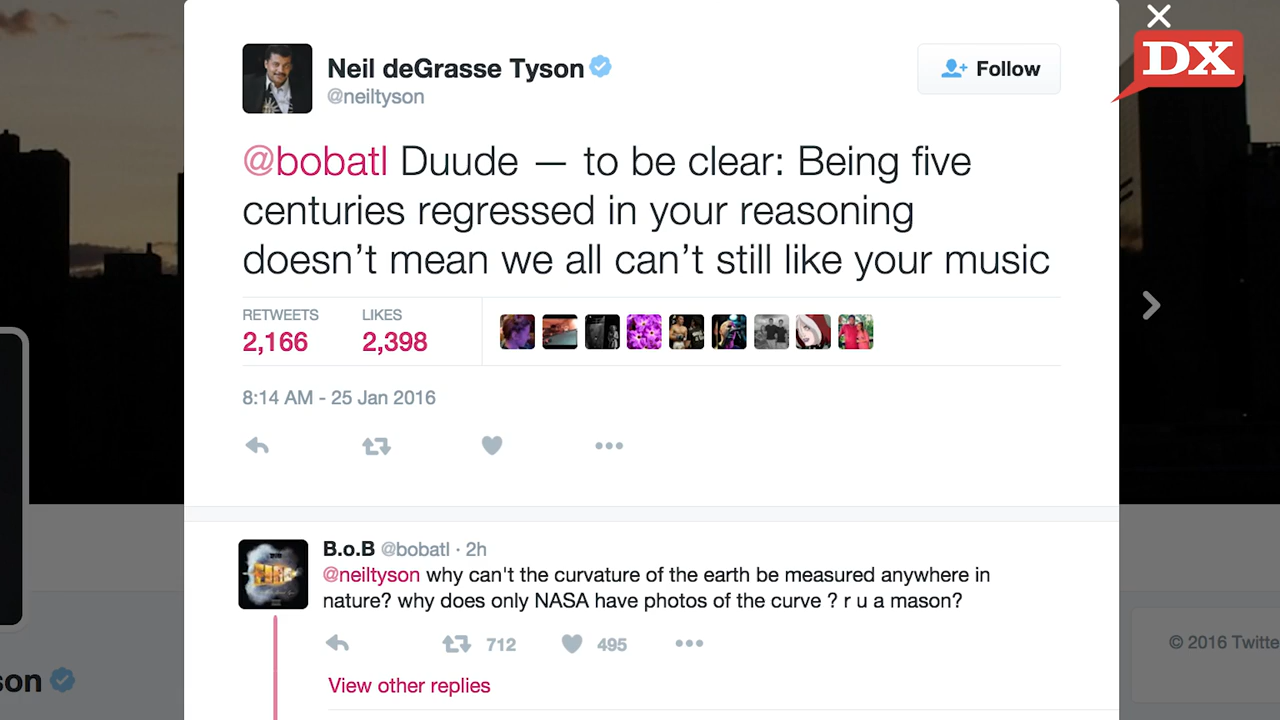 DX
Neil deGrasse Tyson
@neiltyson
Follow
@bobatl Duude — to be clear: Being five
centuries regressed in your reasoning
doesn't mean we all can't still like your music
RETWEETS LIKES
2,166 2,398
8:14 AM - 25 Jan 2016
B.o.B @bobatl · 2h
@neiltyson why can't the curvature of the earth be measured anywhere in
nature? why does only NASA have photos of the curve ? r u a mason?
712 495
© 2016 Twitte
son
View other replies